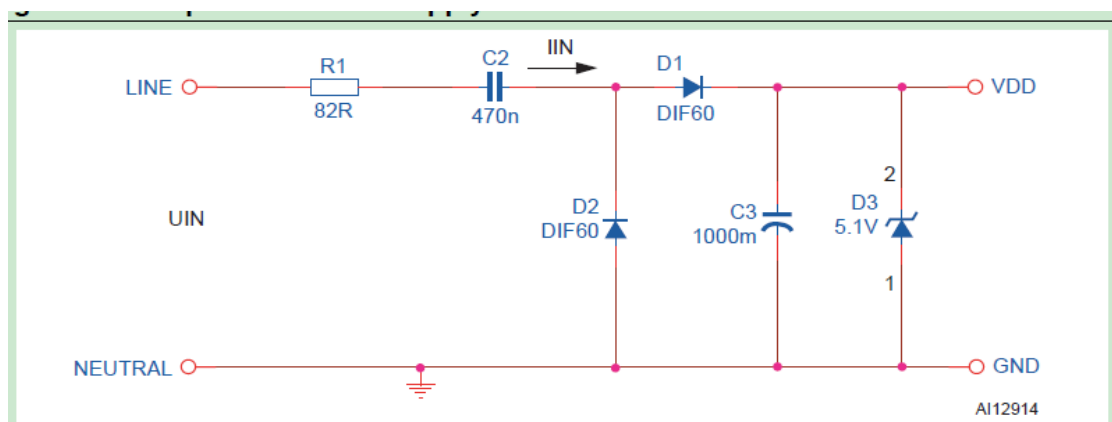 IIN
C2
D1
R1
LINE
VDD
82R
470n
DIF60
2
UIN
D2
DIF60
C3
1000m
D3
5.1V
1
NEUTRAL
GND
AI12914